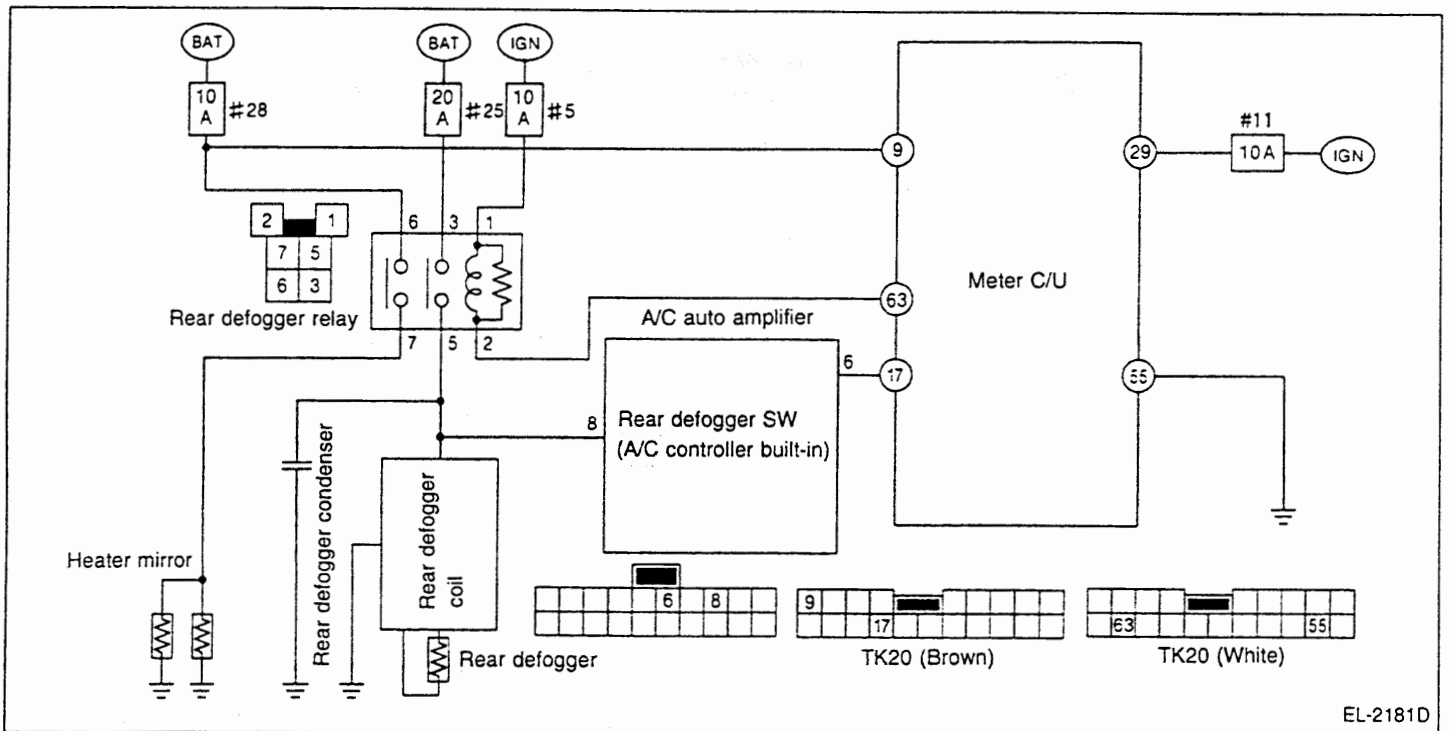 BAT
BAT
IGN
10 A
#28
20 A
#25
10 A
#5
#11
10A
IGN
9
29
2
1
7
5
6
3
6
3
1
Rear defogger relay
Meter C/U
63
A/C auto amplifier
7
5
2
6
17
55
8
Rear defogger SW
(A/C controller built-in)
Rear defogger condenser
Rear defogger
coil
Heater mirror
Rear defogger
6
8
9
17
TK20 (Brown)
63
55
TK20 (White)
EL-2181D